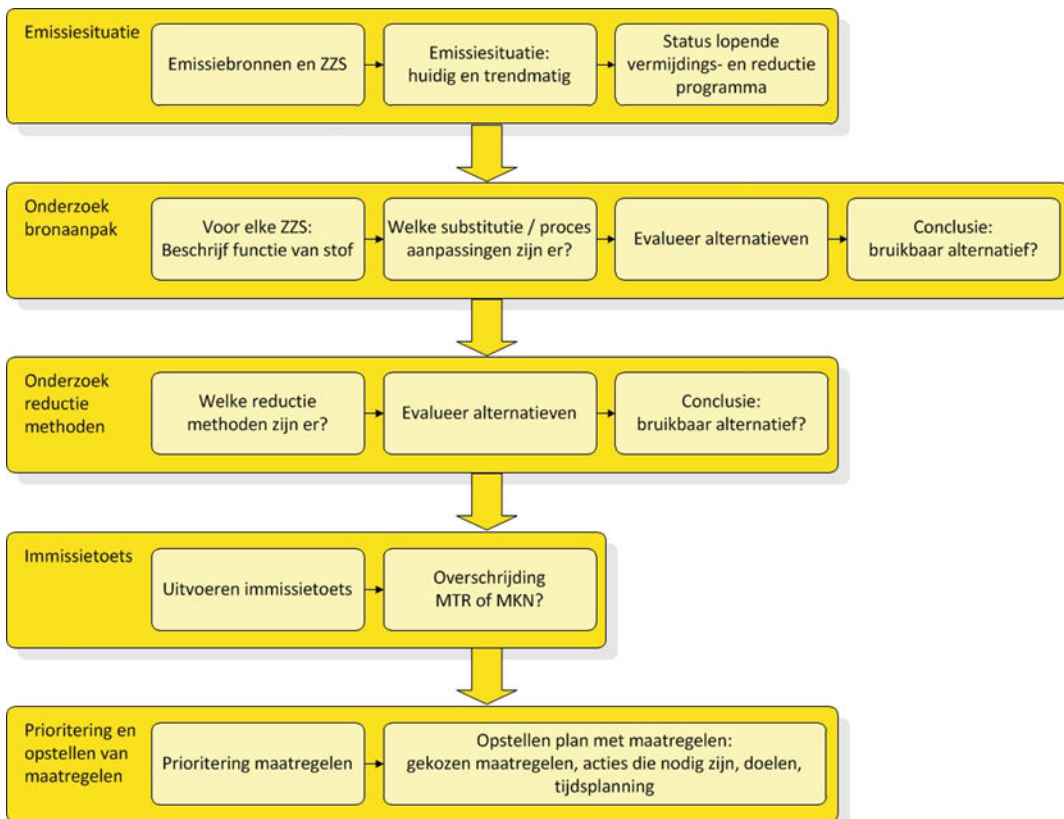 Emissiesituatie
Emissiebronnen en ZZS
Emissiesituatie:
huidig en trendmatig
Status lopende
vermijdings- en reductie
programma
Onderzoek
bronaanpak
Voor elke ZZS:
Beschrijf functie van stof
Welke substitutie / proces
aanpassingen zijn er?
Evalueer alternatieven
Conclusie:
bruikbaar alternatief?
Onderzoek
reductie
methoden
Welke reductie
methoden zijn er?
Evalueer alternatieven
Conclusie:
bruikbaar alternatief?
Immissietoets
Uitvoeren immissietoets
Overschrijding
MTR of MKN?
Prioritering en
opstellen van
maatregelen
Prioritering maatregelen
Opstellen plan met maatregelen:
gekozen maatregelen, acties die nodig zijn, doelen,
tijdsplanning